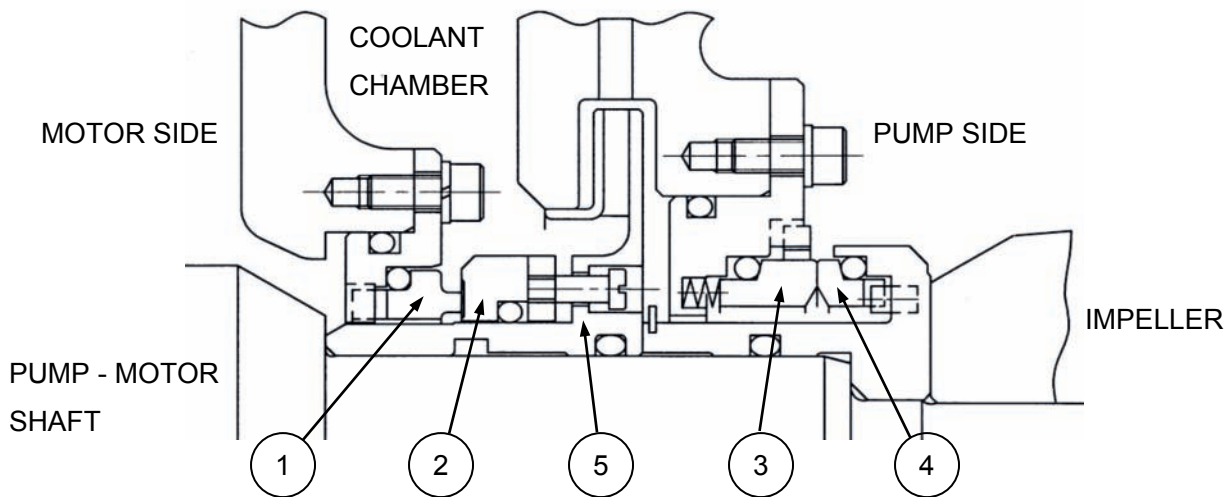 COOLANT
CHAMBER
MOTOR SIDE
PUMP SIDE
IMPELLER
PUMP - MOTOR
SHAFT
1
2
5
3
4